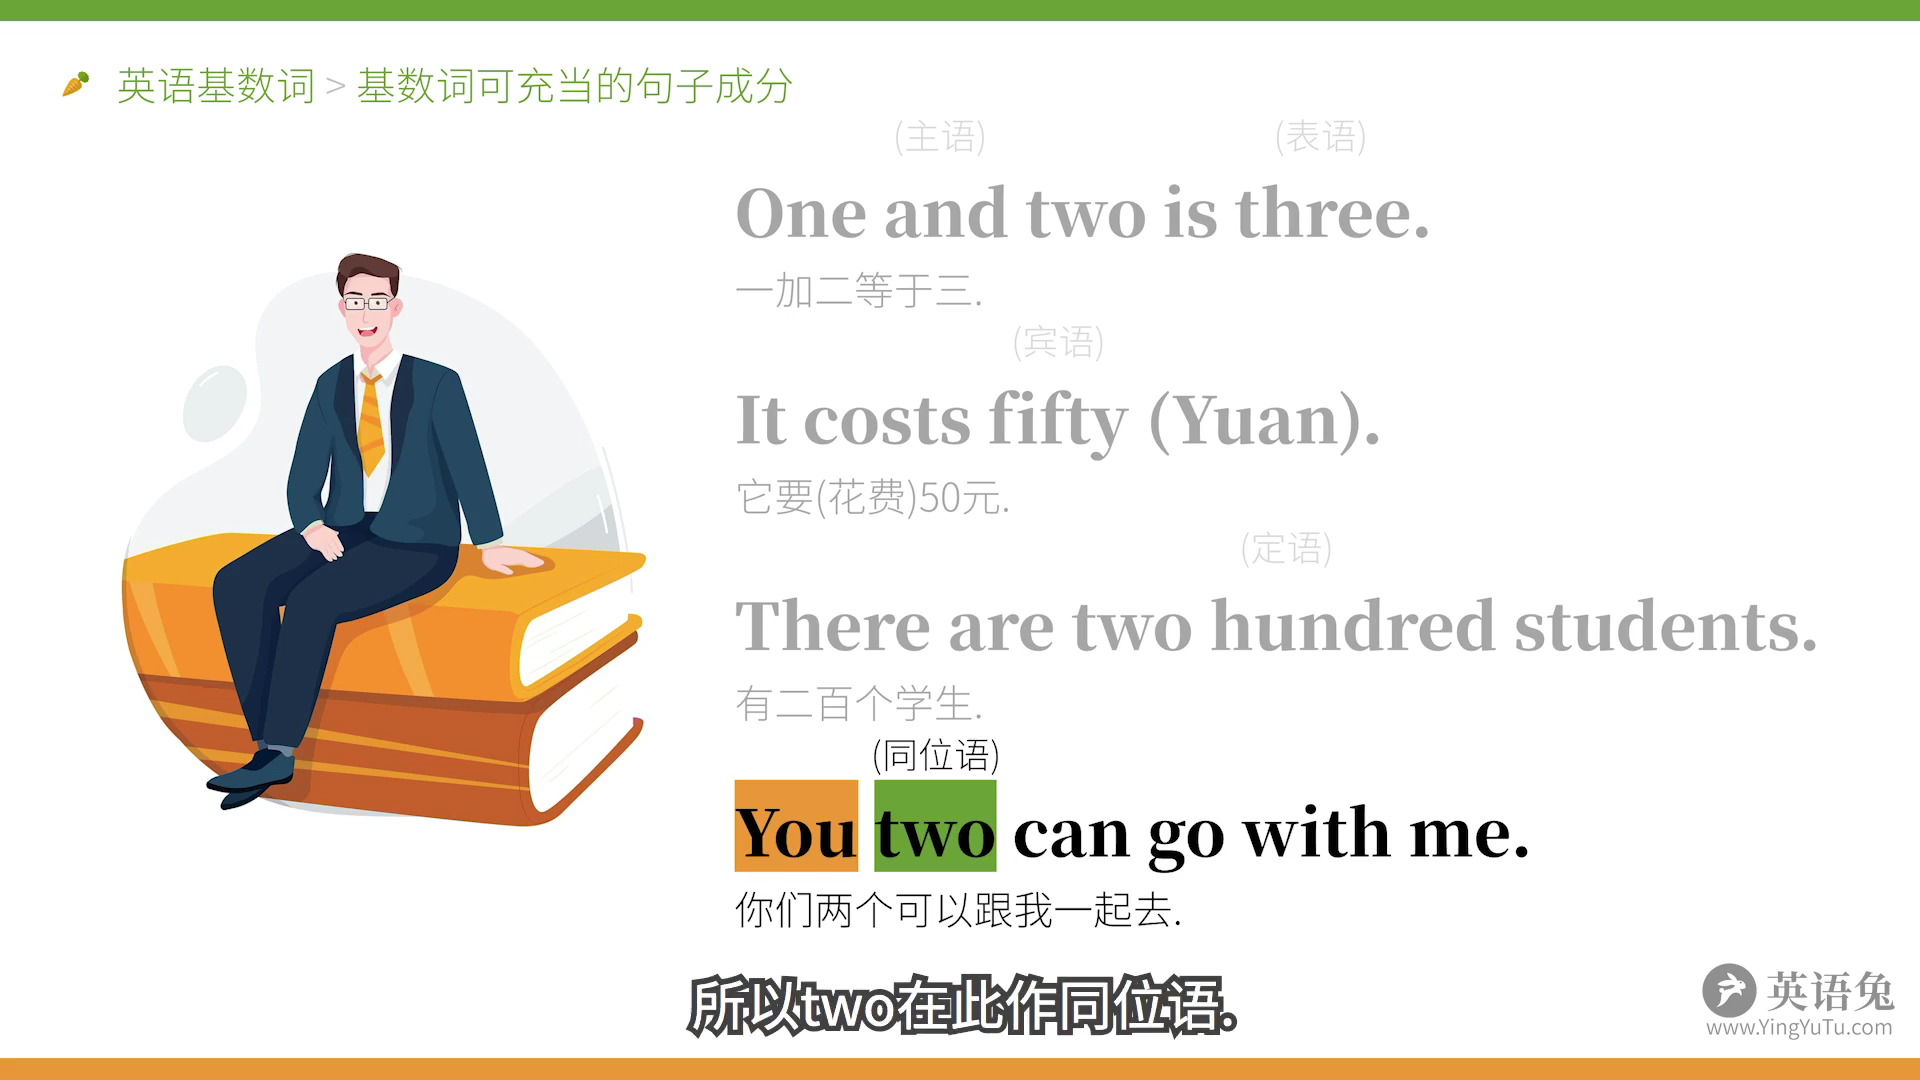 英语基数词 > 基数词可充当的句子成分
(主语) (表语)
One and two is three.
一加二等于三.
(宾语)
It costs fifty (Yuan).
它要(花费)50元.
(定语)
There are two hundred students.
有二百个学生.
(同位语)
You two can go with me.
你们两个可以跟我一起去.
所以two在此作同位语.
英语兔
www.YingYuTu.com